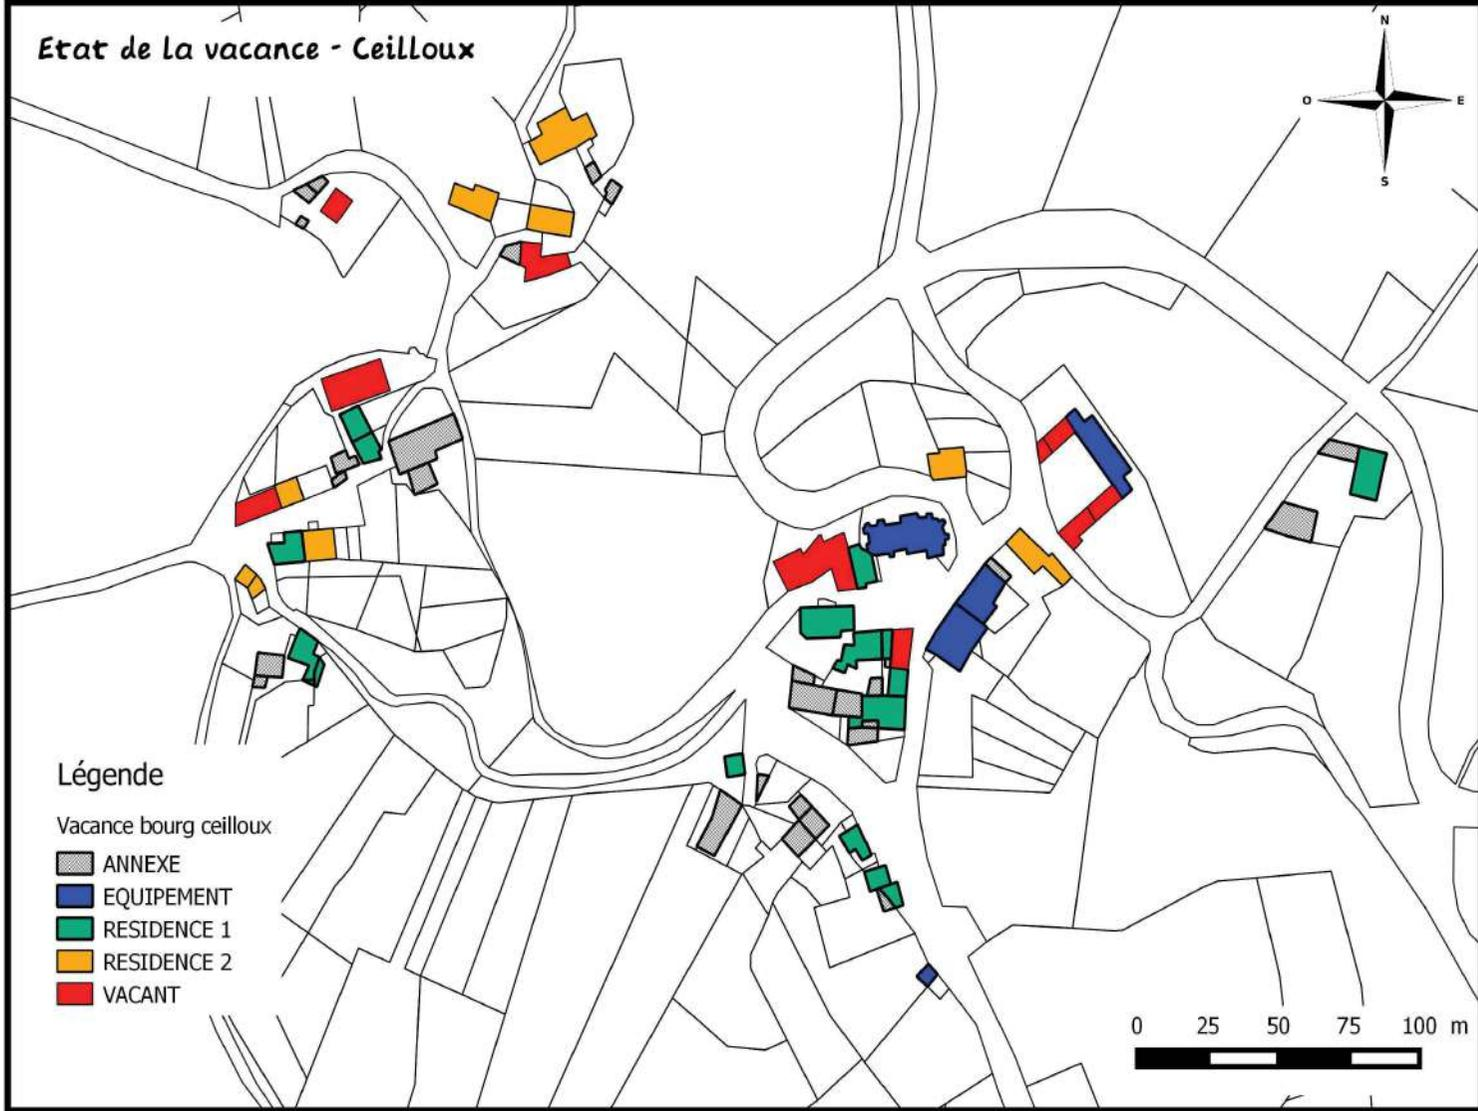 Etat de la vacance - Ceilloux
N
O E
S
Légende
Vacance bourg ceilloux
ANNEXE
EQUIPEMENT
RESIDENCE 1
RESIDENCE 2
VACANT
0 25 50 75 100 m